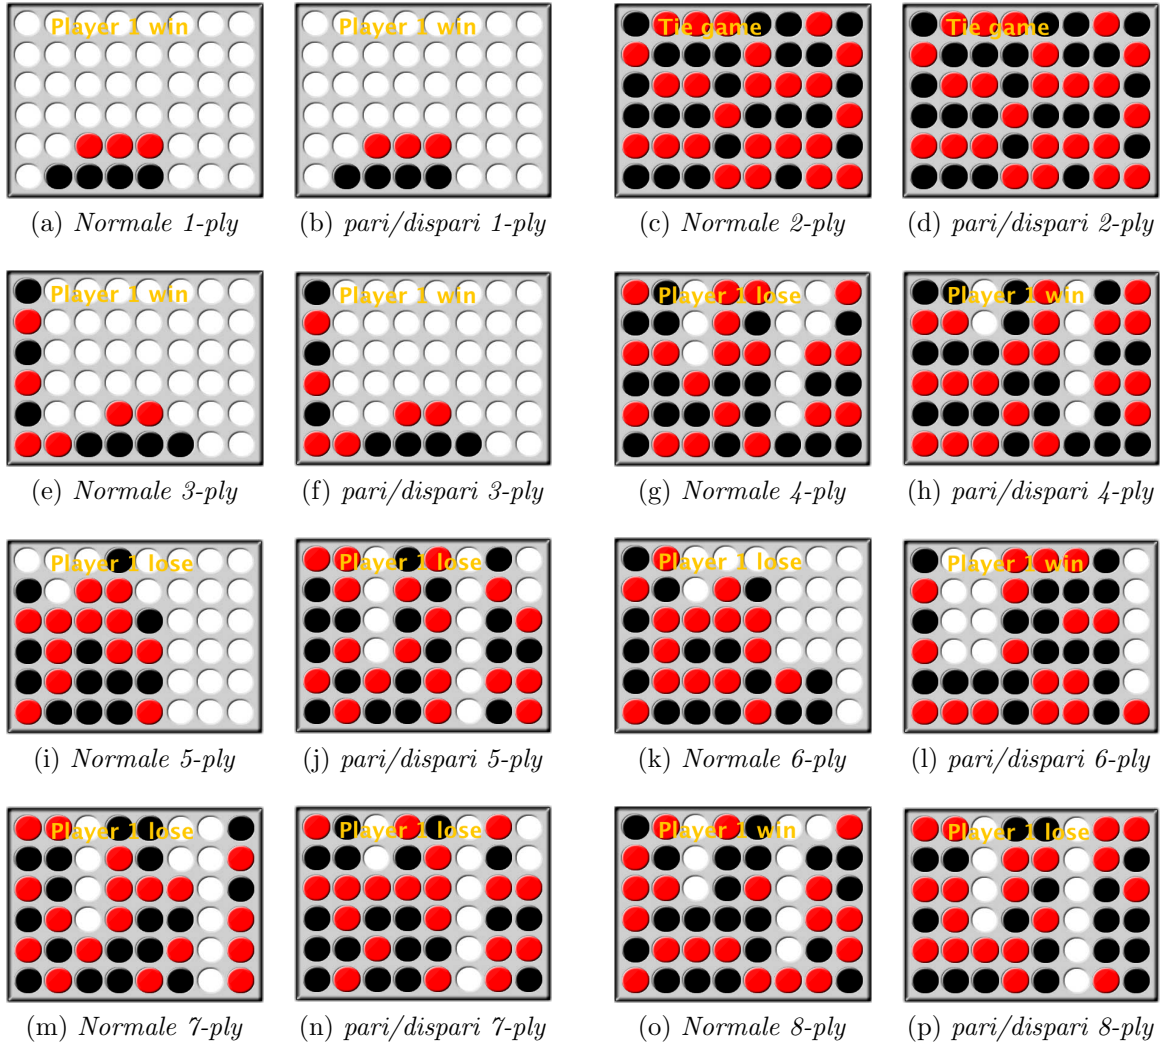 Player 1 win
Player 1 win
Tie game
Tie game
(a) Normale 1-ply
(b) pari/dispari 1-ply
(c) Normale 2-ply
(d) pari/dispari 2-ply
Player 1 win
Player 1 win
Player 1 lose
Player 1 win
(e) Normale 3-ply
(f) pari/dispari 3-ply
(g) Normale 4-ply
(h) pari/dispari 4-ply
Player 1 lose
Player 1 lose
Player 1 lose
Player 1 win
(i) Normale 5-ply
(j) pari/dispari 5-ply
(k) Normale 6-ply
(l) pari/dispari 6-ply
Player 1 lose
Player 1 lose
Player 1 win
Player 1 lose
(m) Normale 7-ply
(n) pari/dispari 7-ply
(o) Normale 8-ply
(p) pari/dispari 8-ply